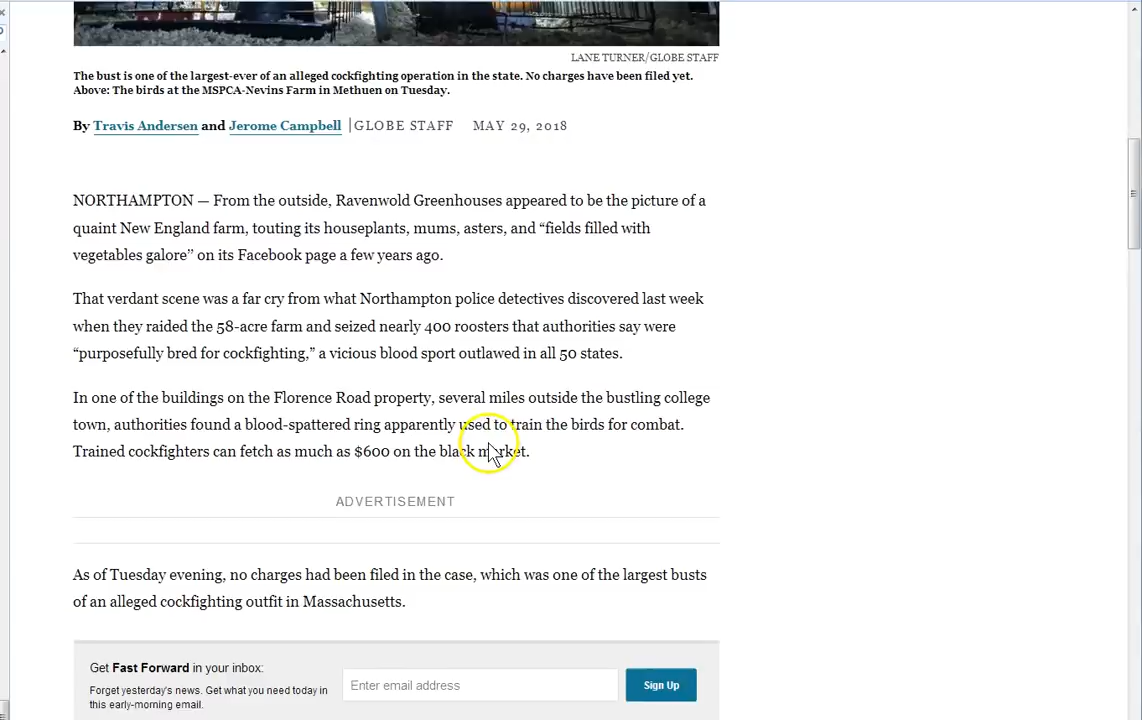 LANE TURNER/GLOBE STAFF
The bust is one of the largest-ever of an alleged cockfighting operation in the state. No charges have been filed yet.
Above: The birds at the MSPCA-Nevins Farm in Methuen on Tuesday.
By Travis Andersen and Jerome Campbell | GLOBE STAFF MAY 29, 2018
NORTHAMPTON — From the outside, Ravenwold Greenhouses appeared to be the picture of a
quaint New England farm, touting its houseplants, mums, asters, and “fields filled with
vegetables galore” on its Facebook page a few years ago.
That verdant scene was a far cry from what Northampton police detectives discovered last week
when they raided the 58-acre farm and seized nearly 400 roosters that authorities say were
“purposefully bred for cockfighting,” a vicious blood sport outlawed in all 50 states.
In one of the buildings on the Florence Road property, several miles outside the bustling college
town, authorities found a blood-spattered ring apparently used to train the birds for combat.
Trained cockfighters can fetch as much as $600 on the black market.
ADVERTISEMENT
As of Tuesday evening, no charges had been filed in the case, which was one of the largest busts
of an alleged cockfighting outfit in Massachusetts.
Get Fast Forward in your inbox:
Forget yesterday's news. Get what you need today in
this early-morning email.
Enter email address
Sign Up